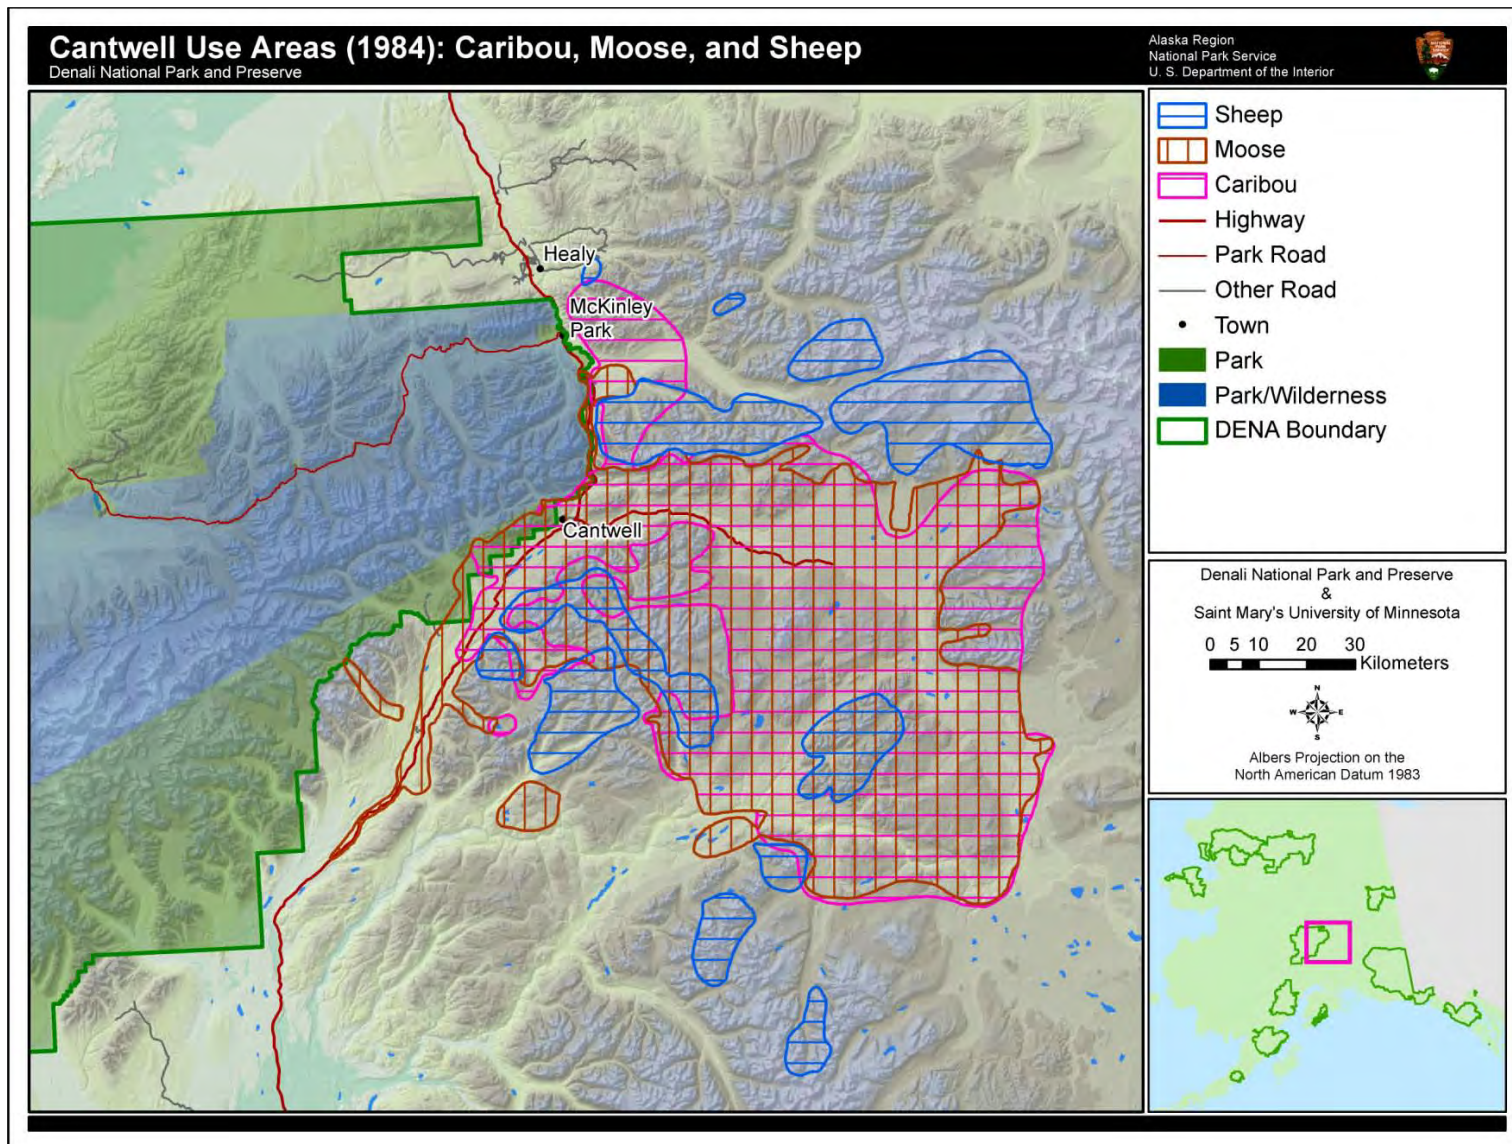 Cantwell Use Areas (1984): Caribou, Moose, and Sheep
Denali National Park and Preserve
Alaska Region
National Park Service
U. S. Department of the Interior
Healy
McKinley
Park
Cantwell
Sheep
Moose
Caribou
Highway
Park Road
Other Road
Town
Park
Park/Wilderness
DENA Boundary
Denali National Park and Preserve
&
Saint Mary's University of Minnesota
0 5 10 20 30
Kilometers
N
W E
S
Albers Projection on the
North American Datum 1983